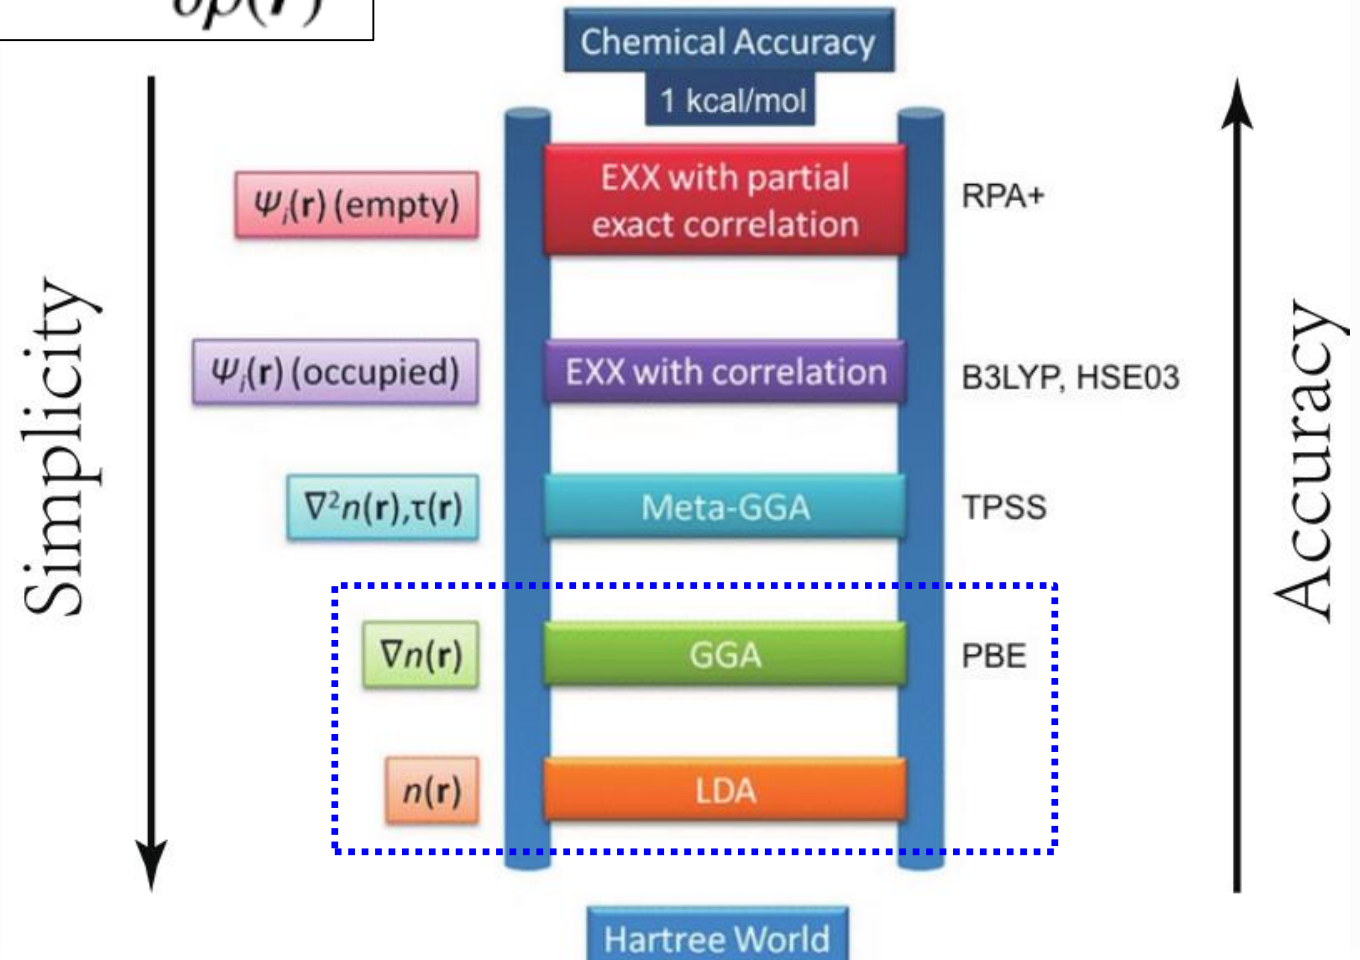 ∂ρ(r)
Chemical Accuracy
1 kcal/mol
Simplicity
Accuracy
Ψi(r) (empty)
EXX with partial
exact correlation
RPA+
Ψi(r) (occupied)
EXX with correlation
B3LYP, HSE03
∇²n(r),τ(r)
Meta-GGA
TPSS
∇n(r)
GGA
PBE
n(r)
LDA
Hartree World